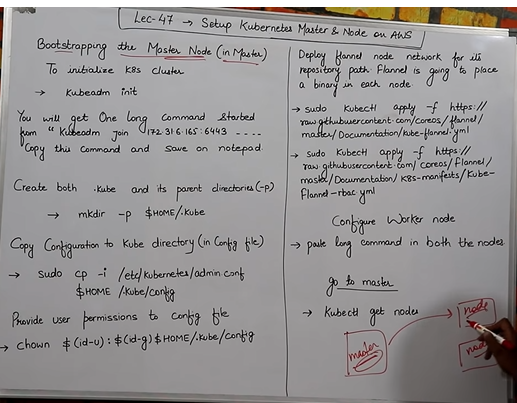 Lec-47 → Setup Kubernetes Master & Node on AWS
Bootstrapping the Master Node (in Master)
To initialize K8s cluster
→ Kubeadm init
You will get One long Command started
from "Kubeadm join 172.31.6.165:6443 ----
"Copy this command and save on notepad.
Create both .Kube and its parent directories (-p)
→ mkdir -p $HOME/.Kube
Copy Configuration to Kube directory (in Config file)
→ Sudo cp -i /etc/Kubernetes/admin.conf
$HOME /.Kube/config
Provide user permissions to Config file
→ chown $(id-u) : $(id-g) $HOME/.Kube/config
Deploy flannel node network for its
repository path. Flannel is going to place
a binary in each node.
→ sudo Kubectl apply -f https://
raw.githubusercontent.com/coreos/flannel/
master/Documentation/kube-flannel.yml
→ sudo Kubectl apply -f https://
raw.githubusercontent.com/coreos/flannel/
master/Documentation/K8s-manifests/Kube-
Flannel-rbac.yml
Configure Worker node
→ paste long command in both the nodes
go to master
→ Kubectl get nodes
node
master
node